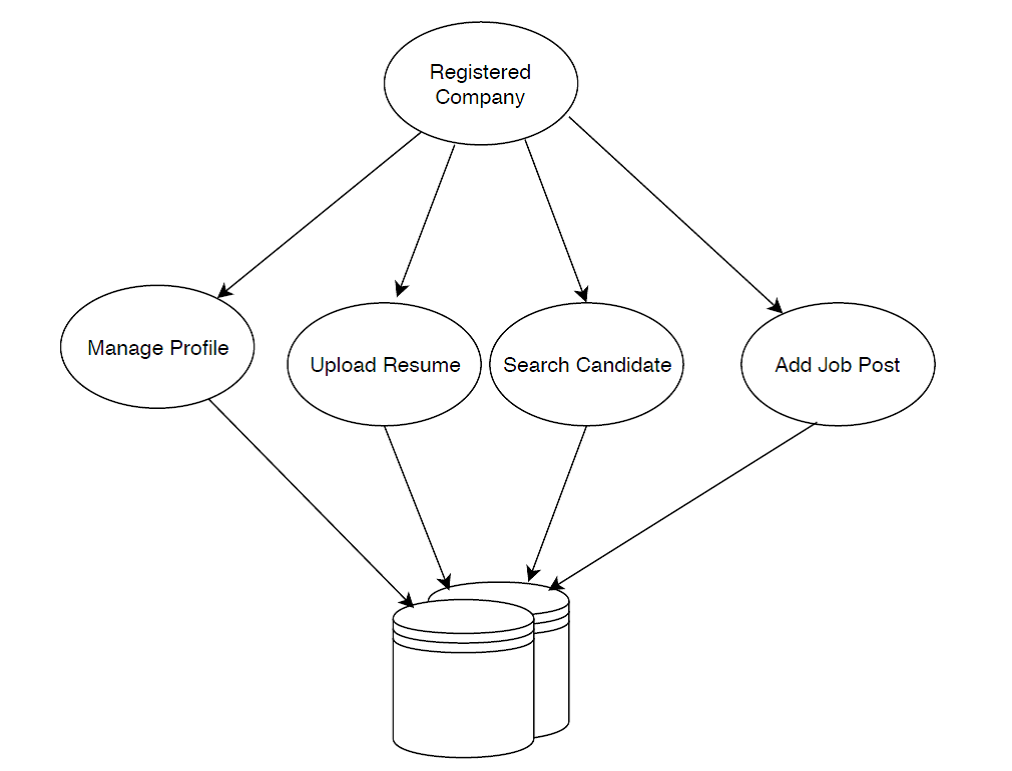 Registered
Company
Manage Profile
Upload Resume
Search Candidate
Add Job Post